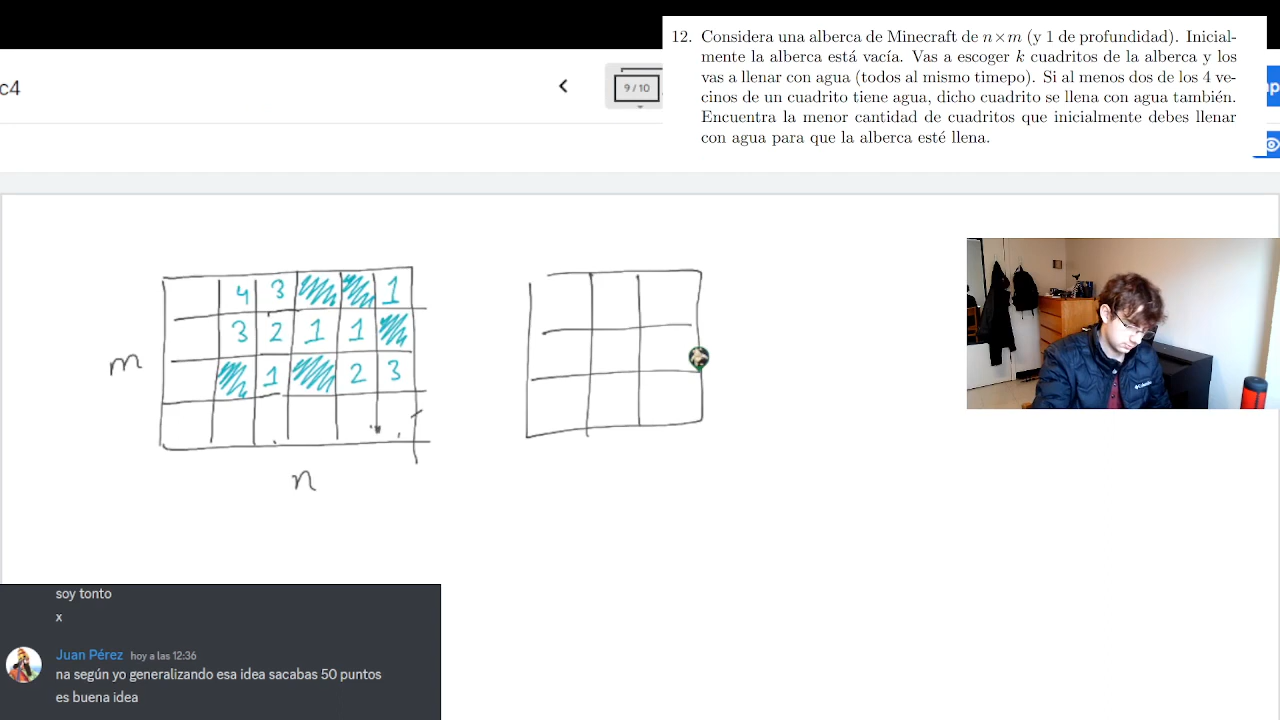 12. Considera una alberca de Minecraft de n×m (y 1 de profundidad). Inicial-
mente la alberca está vacía. Vas a escoger k cuadritos de la alberca y los
vas a llenar con agua (todos al mismo timepo). Si al menos dos de los 4 ve-
cinos de un cuadrito tiene agua, dicho cuadrito se llena con agua también.
Encuentra la menor cantidad de cuadritos que inicialmente debes llenar
con agua para que la alberca esté llena.
c4
9 / 10
4 3 1
3 2 1 1
1 2 3
m
n
soy tonto
x
Juan Pérez hoy a las 12:36
na según yo generalizando esa idea sacabas 50 puntos
es buena idea